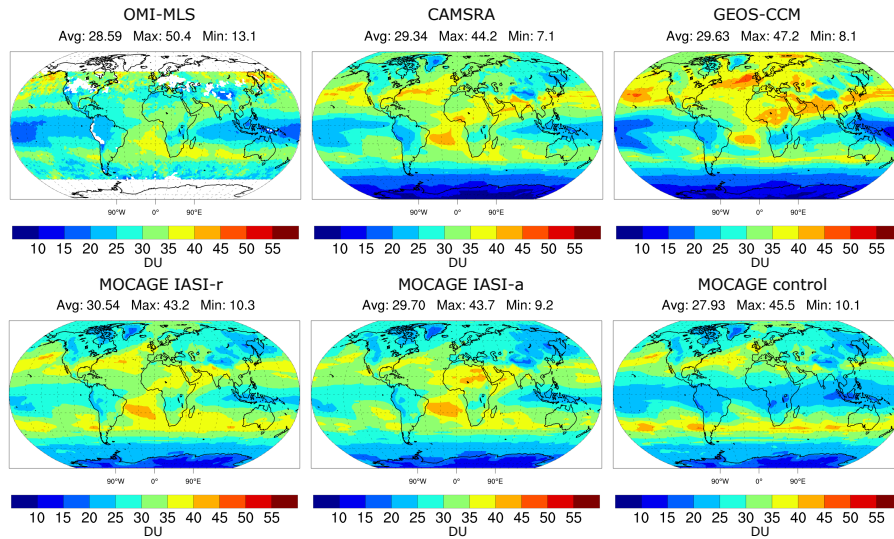 OMI-MLS CAMSRA GEOS-CCM
Avg: 28.59 Max: 50.4 Min: 13.1 Avg: 29.34 Max: 44.2 Min: 7.1 Avg: 29.63 Max: 47.2 Min: 8.1
90°W 0° 90°E 90°W 0° 90°E 90°W 0° 90°E
10 15 20 25 30 35 40 45 50 55 10 15 20 25 30 35 40 45 50 55 10 15 20 25 30 35 40 45 50 55
DU DU DU
MOCAGE IASI-r MOCAGE IASI-a MOCAGE control
Avg: 30.54 Max: 43.2 Min: 10.3 Avg: 29.70 Max: 43.7 Min: 9.2 Avg: 27.93 Max: 45.5 Min: 10.1
90°W 0° 90°E 90°W 0° 90°E 90°W 0° 90°E
10 15 20 25 30 35 40 45 50 55 10 15 20 25 30 35 40 45 50 55 10 15 20 25 30 35 40 45 50 55
DU DU DU